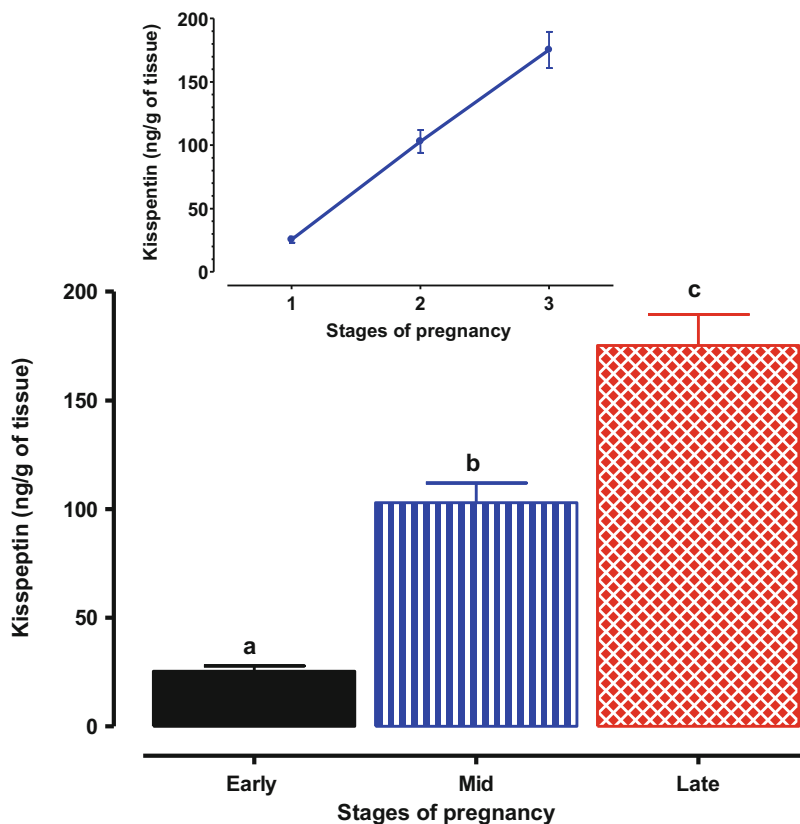 Kisspentin (ng/g of tissue)
200
150
100
50
0
1 2 3
Stages of pregnancy
Kisspeptin (ng/g of tissue)
200
150
100
50
0
a
b
c
Early Mid Late
Stages of pregnancy